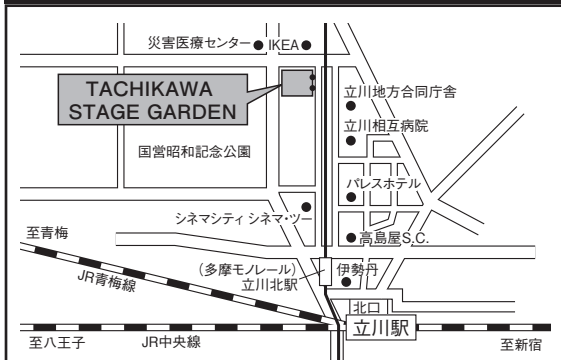 災害医療センター
IKEA
TACHIKAWA
STAGE GARDEN
立川地方合同庁舎
立川相互病院
国営昭和記念公園
パレスホテル
シネマシティ シネマ・ツー
至青梅
高島屋S.C.
(多摩モノレール)
立川北駅
伊勢丹
JR青梅線
北口
立川駅
至八王子
JR中央線
至新宿